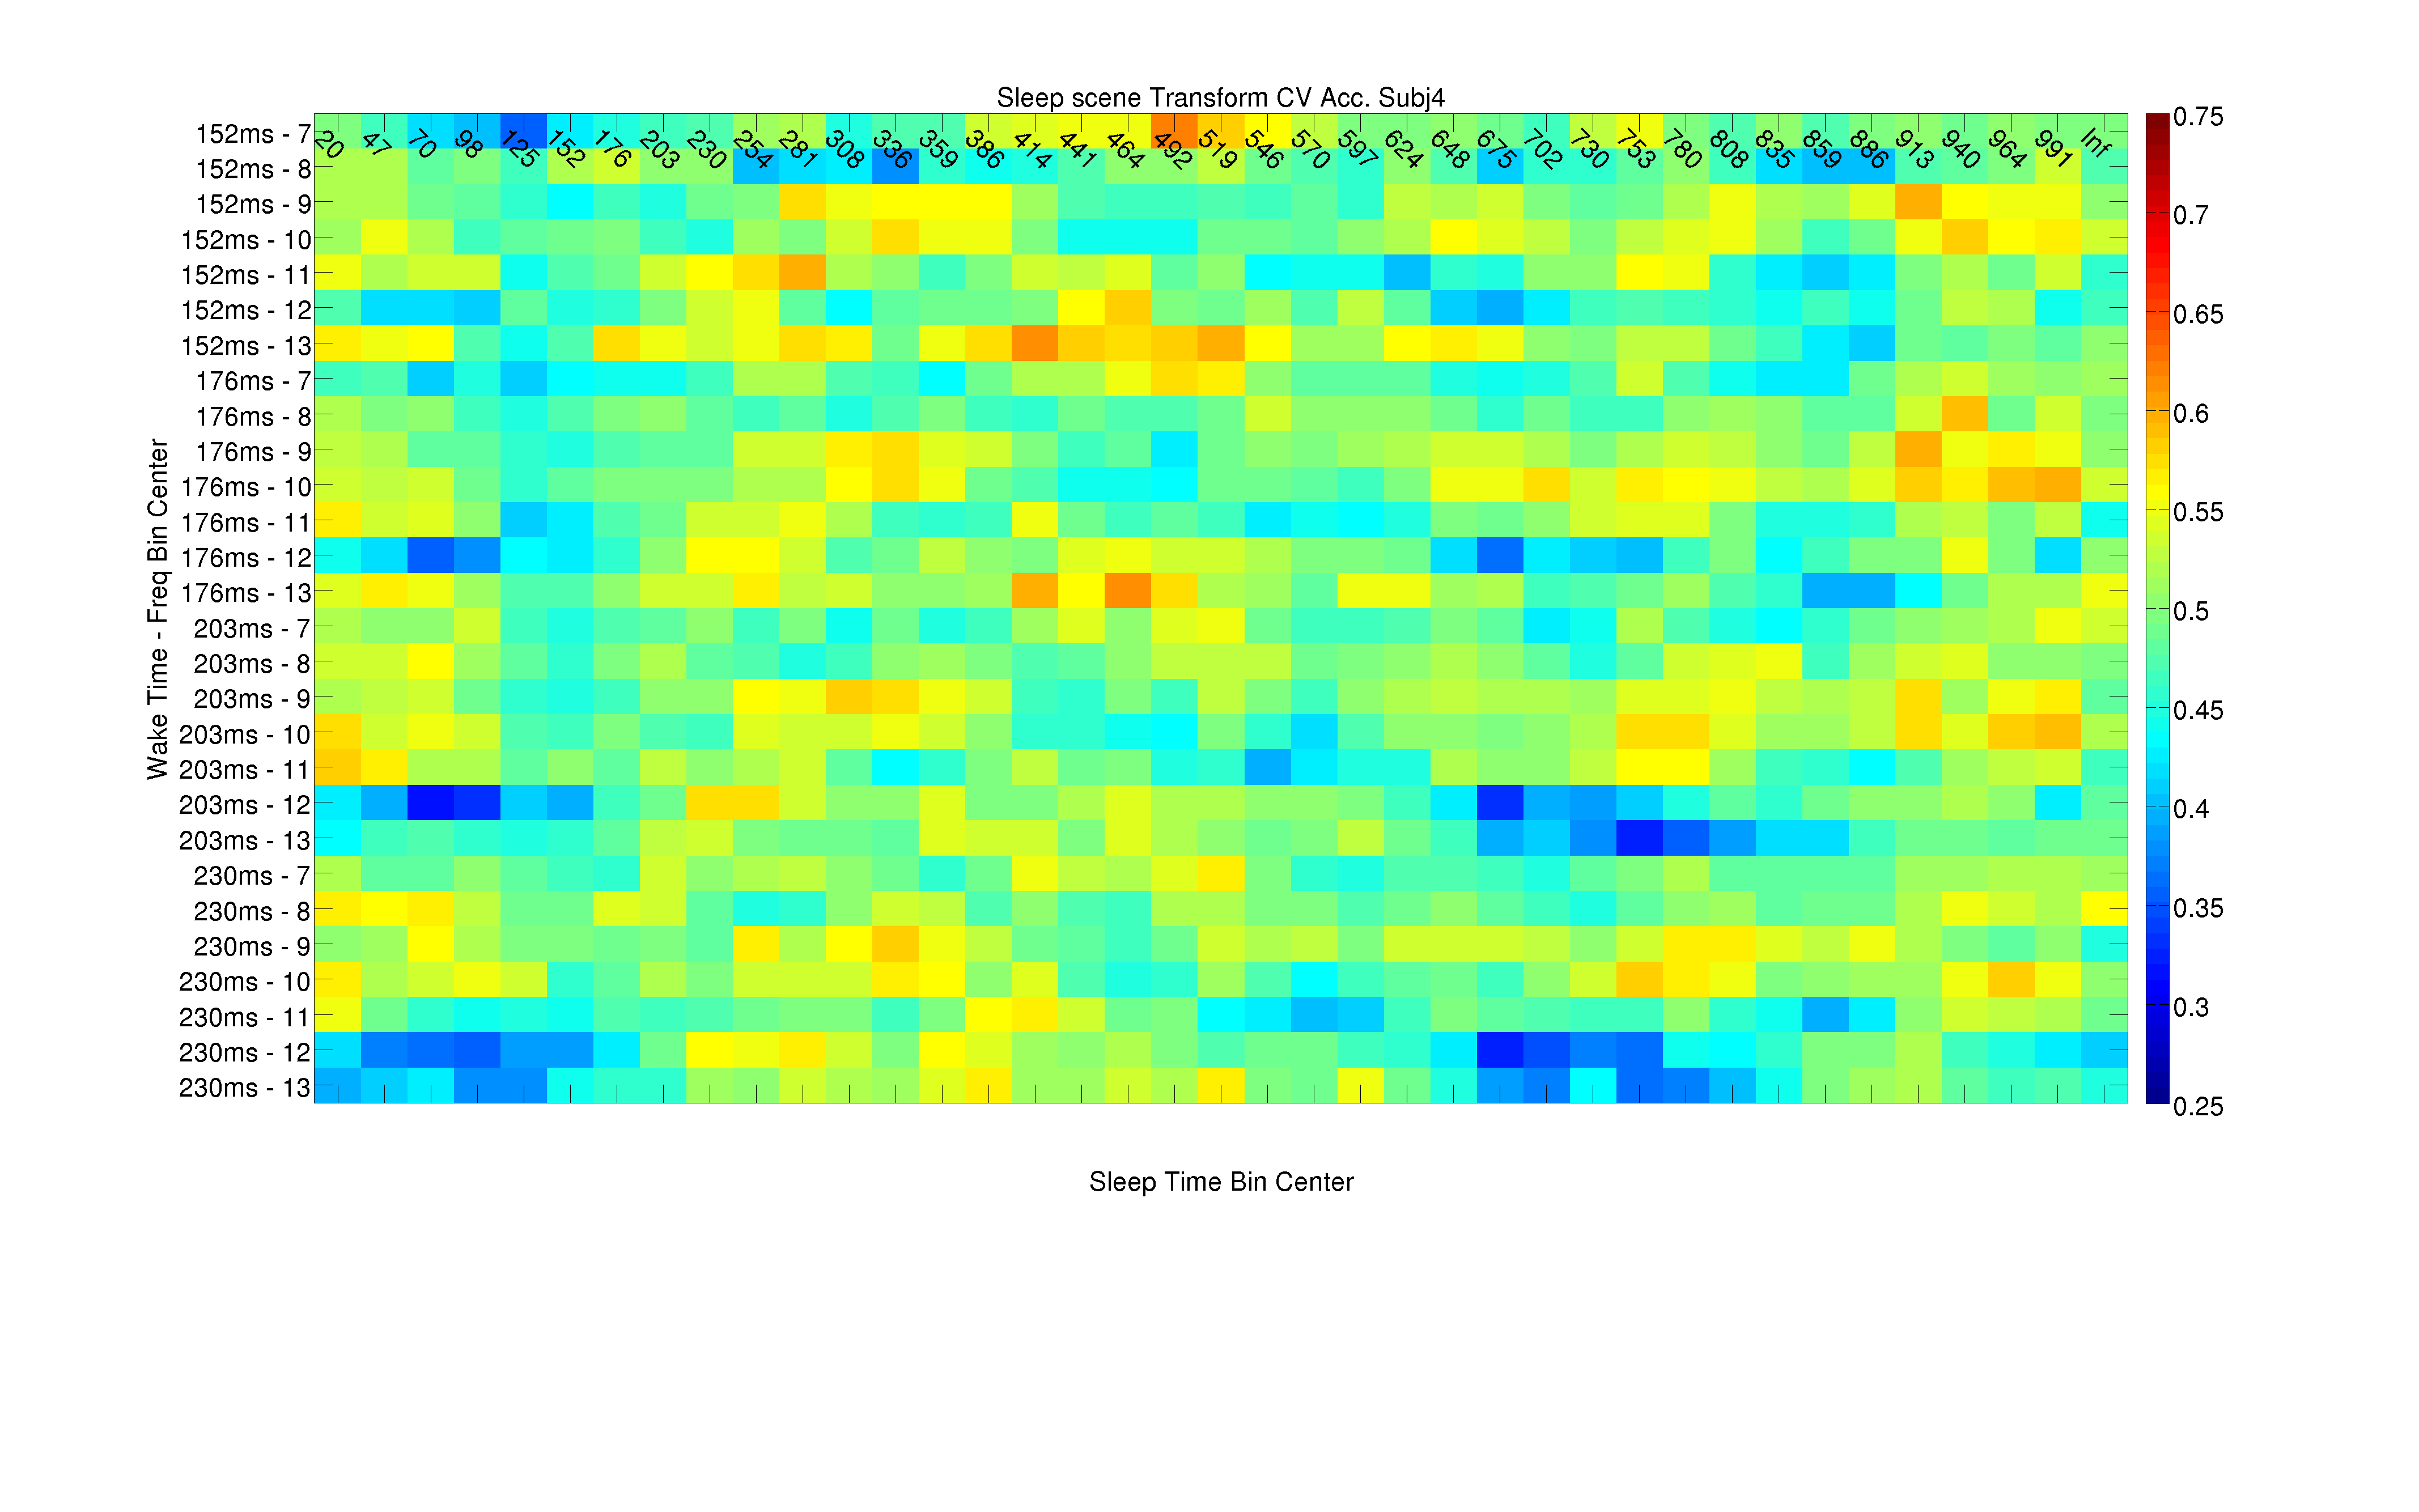 Sleep scene Transform CV Acc. Subj4
20 47 70 98 125 152 176 203 230 254 281 308 336 359 386 414 441 464 492 519 546 570 597 624 648 675 702 730 753 780 808 835 859 886 913 940 964 991 Inf
Wake Time - Freq Bin Center
152ms - 7
152ms - 8
152ms - 9
152ms - 10
152ms - 11
152ms - 12
152ms - 13
176ms - 7
176ms - 8
176ms - 9
176ms - 10
176ms - 11
176ms - 12
176ms - 13
203ms - 7
203ms - 8
203ms - 9
203ms - 10
203ms - 11
203ms - 12
203ms - 13
230ms - 7
230ms - 8
230ms - 9
230ms - 10
230ms - 11
230ms - 12
230ms - 13
0.75
0.7
0.65
0.6
0.55
0.5
0.45
0.4
0.35
0.3
0.25
Sleep Time Bin Center